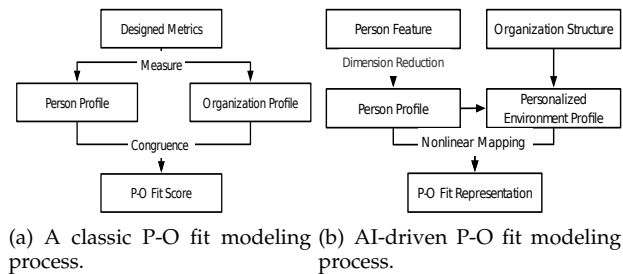 Designed Metrics
Measure
Person Profile
Organization Profile
Congruence
P-O Fit Score
(a) A classic P-O fit modeling process.
Person Feature
Organization Structure
Dimension Reduction
Person Profile
Personalized
Environment Profile
Nonlinear Mapping
P-O Fit Representation
(b) AI-driven P-O fit modeling process.